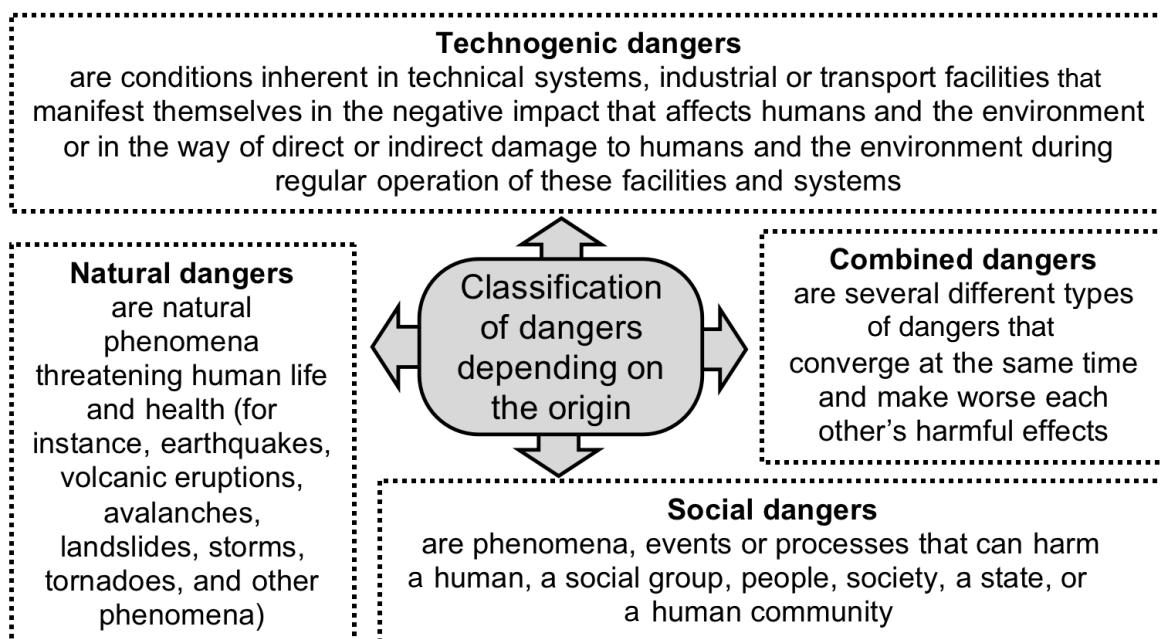 Technogenic dangers
are conditions inherent in technical systems, industrial or transport facilities that
manifest themselves in the negative impact that affects humans and the environment
or in the way of direct or indirect damage to humans and the environment during
regular operation of these facilities and systems
Natural dangers
are natural
phenomena
threatening human life
and health (for
instance, earthquakes,
volcanic eruptions,
avalanches,
landslides, storms,
tornadoes, and other
phenomena)
Classification
of dangers
depending on
the origin
Combined dangers
are several different types
of dangers that
converge at the same time
and make worse each
other’s harmful effects
Social dangers
are phenomena, events or processes that can harm
a human, a social group, people, society, a state, or
a human community